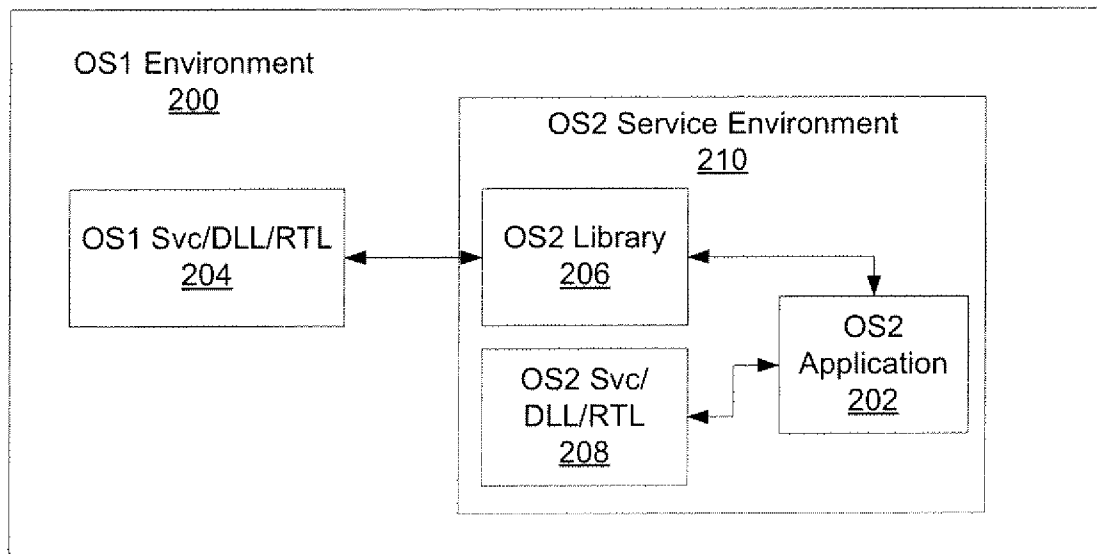 OS1 Environment
200
OS2 Service Environment
210
OS1 Svc/DLL/RTL
204
OS2 Library
206
OS2
Application
202
OS2 Svc/
DLL/RTL
208